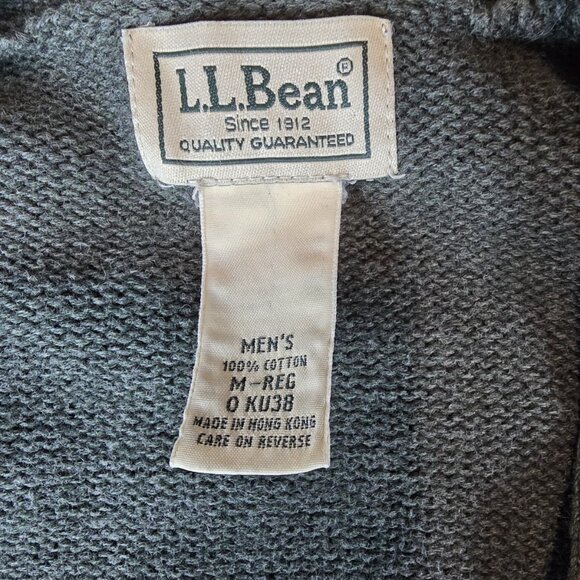 L.L.Bean®
Since 1912
QUALITY GUARANTEED
MEN'S
100% COTTON
M-REG
0 KU38
MADE IN HONG KONG
CARE ON REVERSE